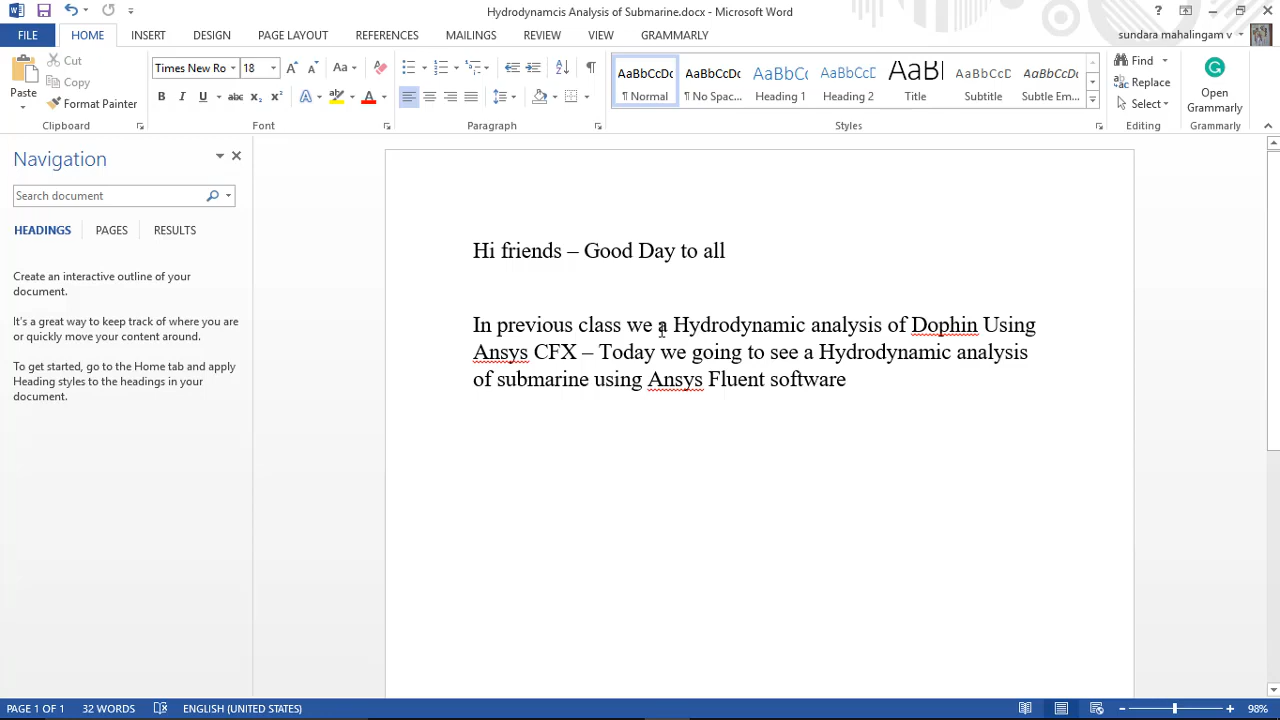 Hydrodynamcis Analysis of Submarine.docx - Microsoft Word
FILE HOME INSERT DESIGN PAGE LAYOUT REFERENCES MAILINGS REVIEW VIEW GRAMMARLY
sundara mahalingam v
Paste
Cut
Copy
Format Painter
Clipboard
Times New Ro 18
Aa
B I U abc x₂ x²
Font
Paragraph
AaBbCcDc AaBbCcDc AaBbCc AaBbCcC AaBl AaBbCcD AaBbCcDc
¶ Normal ¶ No Spac... Heading 1 Heading 2 Title Subtitle Subtle Em...
Styles
Find
Replace
Select
Editing
Open
Grammarly
Grammarly
Navigation
Search document
HEADINGS PAGES RESULTS
Create an interactive outline of your
document.
It's a great way to keep track of where you are
or quickly move your content around.
To get started, go to the Home tab and apply
Heading styles to the headings in your
document.
Hi friends – Good Day to all
In previous class we a Hydrodynamic analysis of Dophin Using
Ansys CFX – Today we going to see a Hydrodynamic analysis
of submarine using Ansys Fluent software
PAGE 1 OF 1 32 WORDS ENGLISH (UNITED STATES) 98%